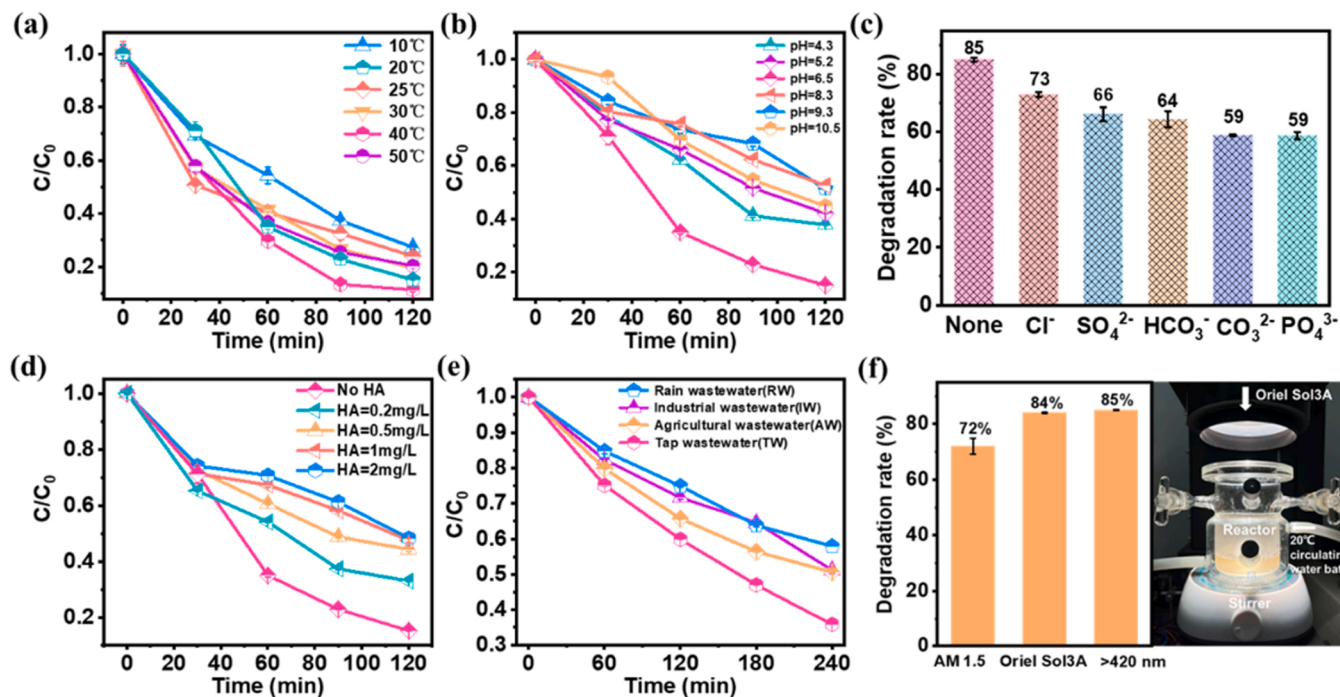 (a)
C/C0
1.0
0.8
0.6
0.4
0.2
0 20 40 60 80 100 120
Time (min)
10℃
20℃
25℃
30℃
40℃
50℃
(b)
C/C0
1.0
0.8
0.6
0.4
0.2
0 20 40 60 80 100 120
Time (min)
pH=4.3
pH=5.2
pH=6.5
pH=8.3
pH=9.3
pH=10.5
(c)
Degradation rate (%)
100
80
60
40
20
0
85
73
66
64
59
59
None Cl⁻ SO₄²⁻ HCO₃⁻ CO₃²⁻ PO₄³⁻
(d)
C/C0
1.0
0.8
0.6
0.4
0.2
0 20 40 60 80 100 120
Time (min)
No HA
HA=0.2mg/L
HA=0.5mg/L
HA=1mg/L
HA=2mg/L
(e)
C/C0
1.0
0.9
0.8
0.7
0.6
0.5
0.4
0.3
0 60 120 180 240
Time (min)
Rain wastewater(RW)
Industrial wastewater(IW)
Agricultural wastewater(AW)
Tap wastewater(TW)
(f)
Degradation rate (%)
80
60
40
20
0
72%
84%
85%
AM 1.5 Oriel Sol3A >420 nm
Oriel Sol3A
Reactor
20℃
circulatin
water bat
Stirrer